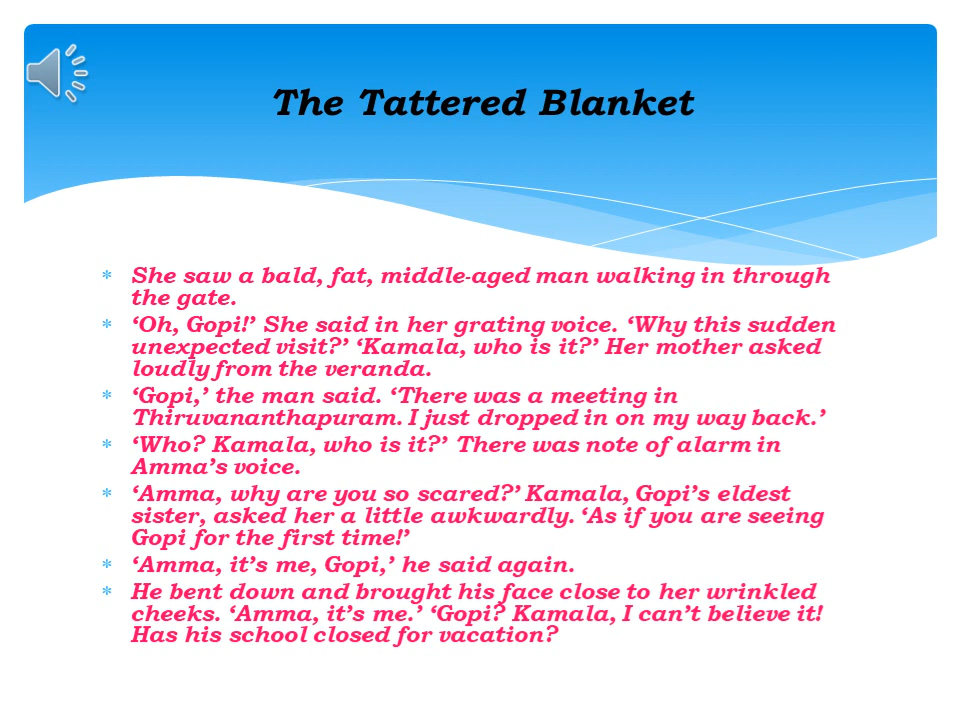 The Tattered Blanket
* She saw a bald, fat, middle-aged man walking in through
the gate.
* ‘Oh, Gopi!’ She said in her grating voice. ‘Why this sudden
unexpected visit?’ ‘Kamala, who is it?’ Her mother asked
loudly from the veranda.
* ‘Gopi,’ the man said. ‘There was a meeting in
Thiruvananthapuram. I just dropped in on my way back.’
* ‘Who? Kamala, who is it?’ There was note of alarm in
Amma’s voice.
* ‘Amma, why are you so scared?’ Kamala, Gopi’s eldest
sister, asked her a little awkwardly. ‘As if you are seeing
Gopi for the first time!’
* ‘Amma, it’s me, Gopi,’ he said again.
* He bent down and brought his face close to her wrinkled
cheeks. ‘Amma, it’s me.’ ‘Gopi? Kamala, I can’t believe it!
Has his school closed for vacation?